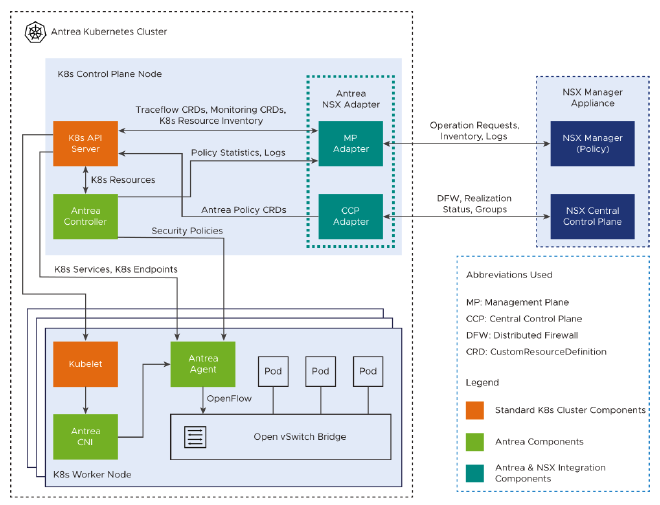 Antrea Kubernetes Cluster
K8s Control Plane Node
Antrea
NSX Adapter
NSX Manager
Appliance
Traceflow CRDs, Monitoring CRDs,
K8s Resource Inventory
K8s API
Server
MP
Adapter
Operation Requests,
Inventory, Logs
NSX Manager
(Policy)
Policy Statistics, Logs
K8s Resources
Antrea
Controller
Antrea Policy CRDs
CCP
Adapter
DFW, Realization
Status, Groups
NSX Central
Control Plane
Security Policies
K8s Services, K8s Endpoints
Kubelet
Antrea
Agent
Pod
Pod
Pod
OpenFlow
Antrea
CNI
Open vSwitch Bridge
K8s Worker Node
Abbreviations Used
MP: Management Plane
CCP: Central Control Plane
DFW: Distributed Firewall
CRD: CustomResourceDefinition
Legend
Standard K8s Cluster Components
Antrea Components
Antrea & NSX Integration
Components